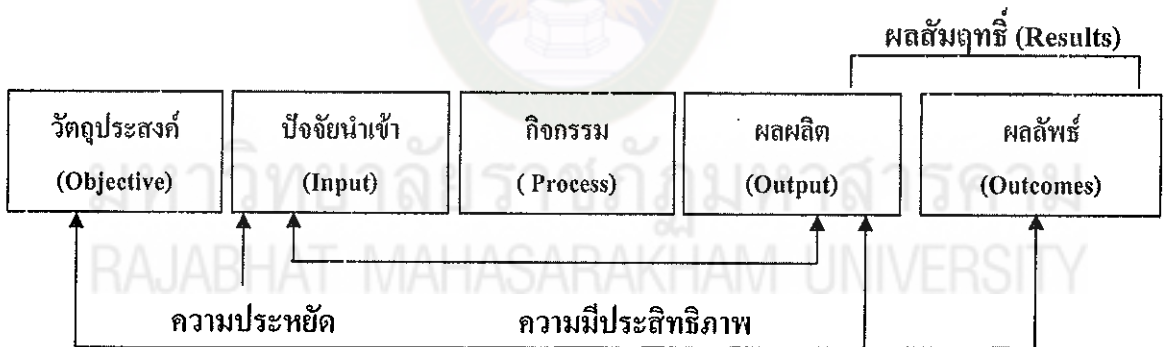 ผลสัมฤทธิ์ (Results)
วัตถุประสงค์
(Objective)
ปัจจัยนำเข้า
(Input)
กิจกรรม
( Process)
ผลผลิต
(Output)
ผลลัพธ์
(Outcomes)
มหาวิทยาลัยราชภัฏมหาสารคาม
RAJABHAT MAHASARAKHAM UNIVERSITY
ความประหยัด
ความมีประสิทธิภาพ